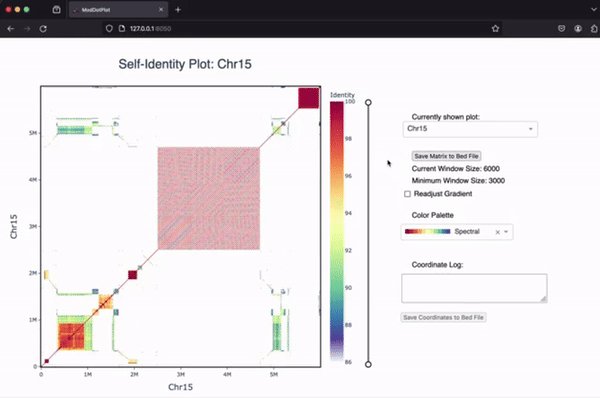 ModDotPlot
127.0.0.1:8050
Self-Identity Plot: Chr15
Identity
100
98
96
94
92
90
88
86
Chr15
5M
4M
3M
2M
1M
0
0
1M
2M
3M
4M
5M
Chr15
Currently shown plot:
Chr15
Save Matrix to Bed File
Current Window Size: 6000
Minimum Window Size: 3000
Readjust Gradient
Color Palette
Spectral
Coordinate Log:
Save Coordinates to Bed File